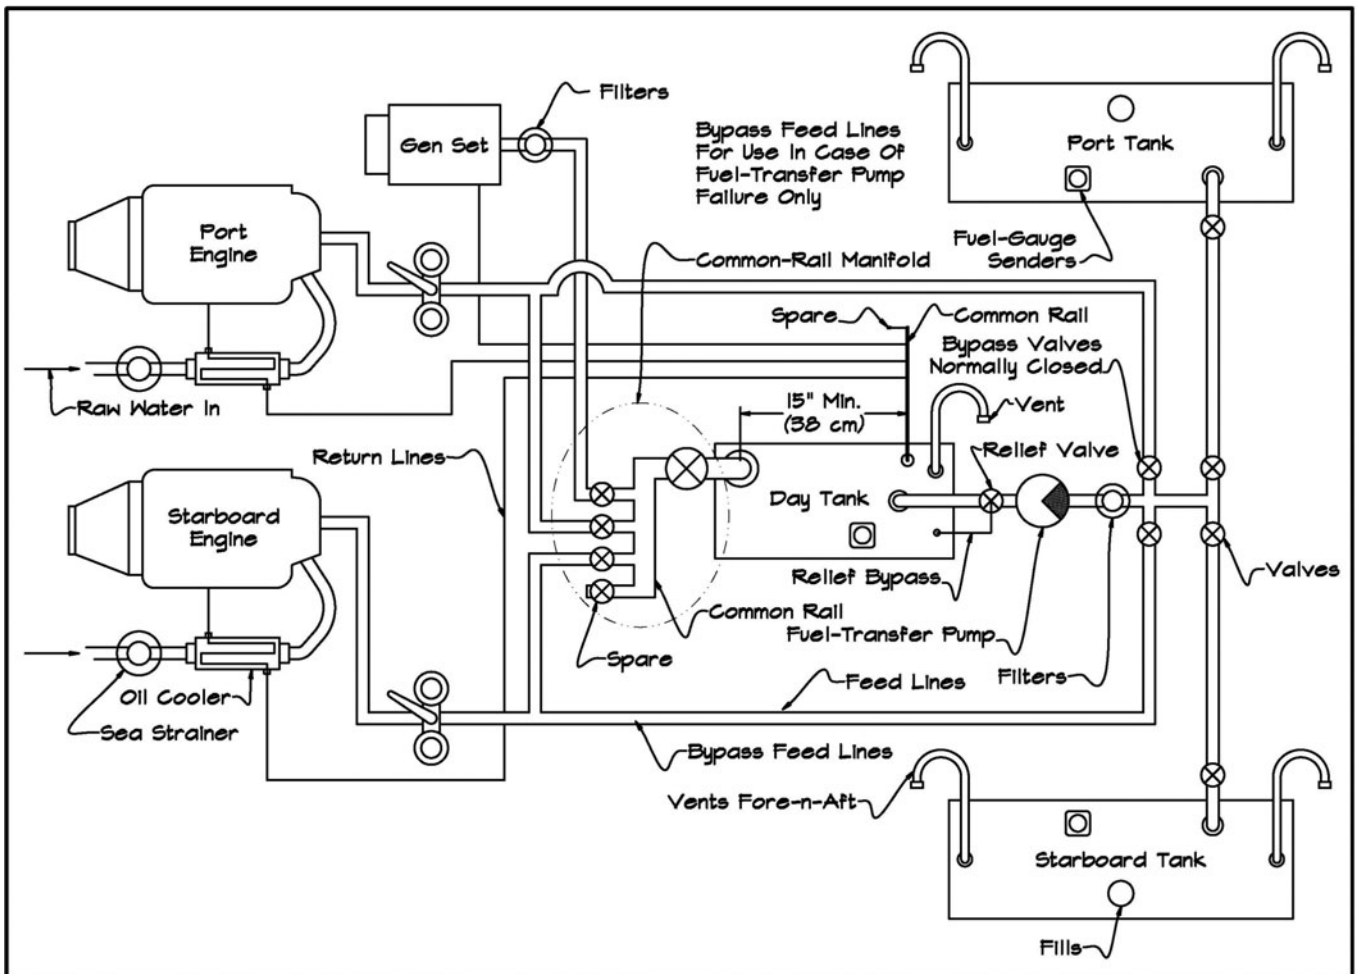 Filters
Gen Set
Bypass Feed Lines
For Use In Case Of
Fuel-Transfer Pump
Failure Only
Port Tank
Port
Engine
Fuel-Gauge
Senders
Common-Rail Manifold
Spare
Common Rail
Bypass Valves
Normally Closed
Raw Water In
15" Min.
(38 cm)
Vent
Return Lines
Relief Valve
Day Tank
Starboard
Engine
Relief Bypass
Valves
Common Rail
Fuel-Transfer Pump
Spare
Filters
Oil Cooler
Feed Lines
Sea Strainer
Bypass Feed Lines
Vents Fore-n-Aft
Starboard Tank
Fills